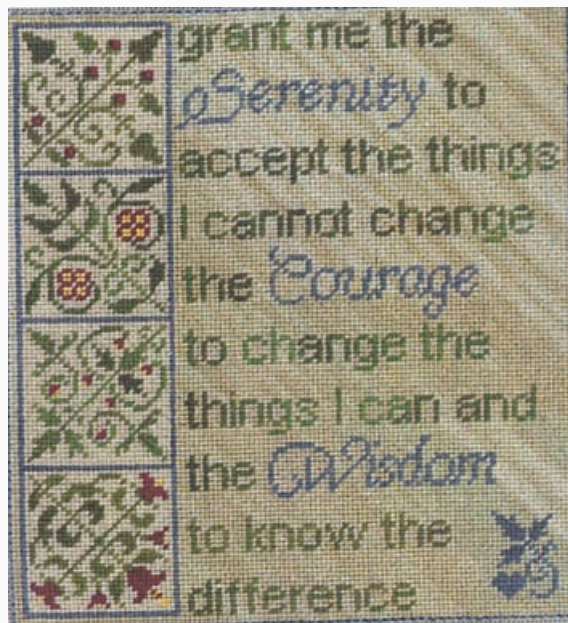 grant me the
Serenity to
accept the things
I cannot change
the Courage
to change the
things I can and
the Wisdom
to know the
difference